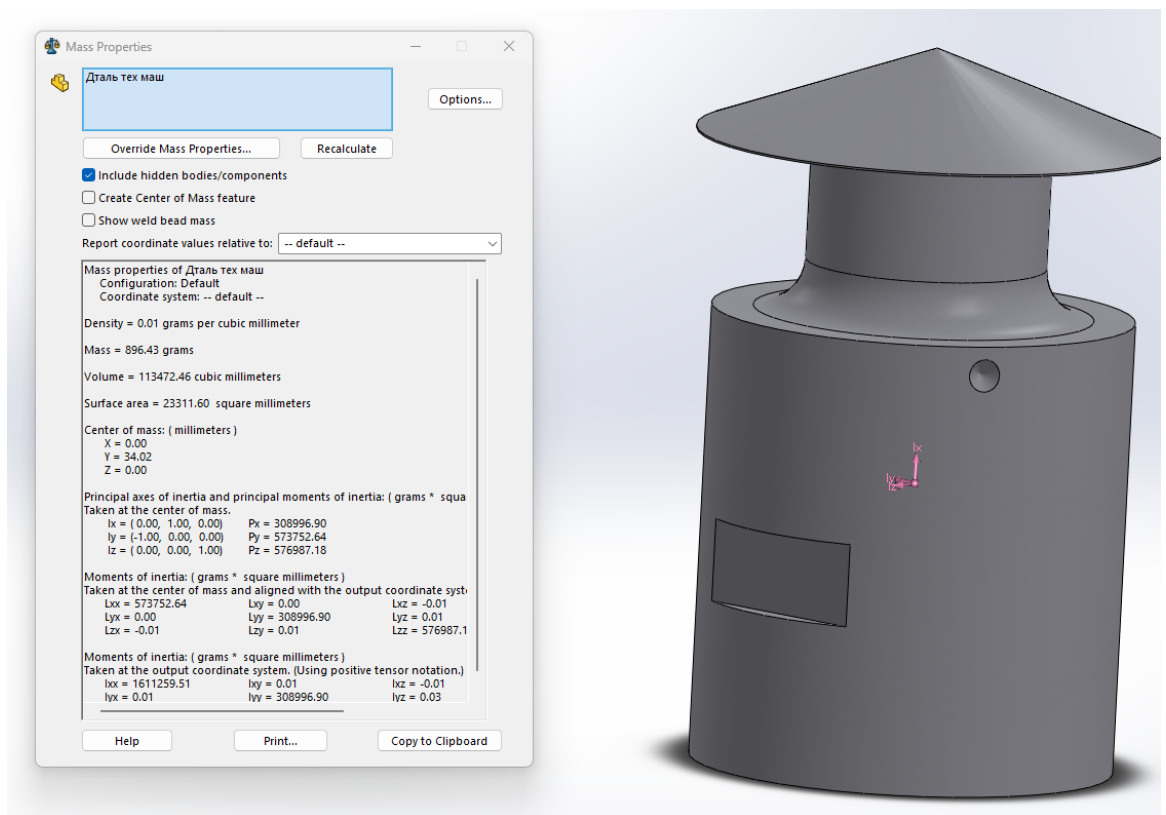 Mass Properties
Дталь тех маш
Options...
Override Mass Properties...
Recalculate
Include hidden bodies/components
Create Center of Mass feature
Show weld bead mass
Report coordinate values relative to: -- default --
Mass properties of Дталь тех маш
Configuration: Default
Coordinate system: -- default --
Density = 0.01 grams per cubic millimeter
Mass = 896.43 grams
Volume = 113472.46 cubic millimeters
Surface area = 23311.60 square millimeters
Center of mass: ( millimeters )
X = 0.00
Y = 34.02
Z = 0.00
Principal axes of inertia and principal moments of inertia: ( grams * squa
Taken at the center of mass.
Ix = ( 0.00, 1.00, 0.00) Px = 308996.90
Iy = (-1.00, 0.00, 0.00) Py = 573752.64
Iz = ( 0.00, 0.00, 1.00) Pz = 576987.18
Moments of inertia: ( grams * square millimeters )
Taken at the center of mass and aligned with the output coordinate syst
Lxx = 573752.64 Lxy = 0.00 Lxz = -0.01
Lyx = 0.00 Lyy = 308996.90 Lyz = 0.01
Lzx = -0.01 Lzy = 0.01 Lzz = 576987.1
Moments of inertia: ( grams * square millimeters )
Taken at the output coordinate system. (Using positive tensor notation.)
Ixx = 1611259.51 Ixy = 0.01 Ixz = -0.01
Iyx = 0.01 Iyy = 308996.90 Iyz = 0.03
Help
Print...
Copy to Clipboard
Ix
Iz